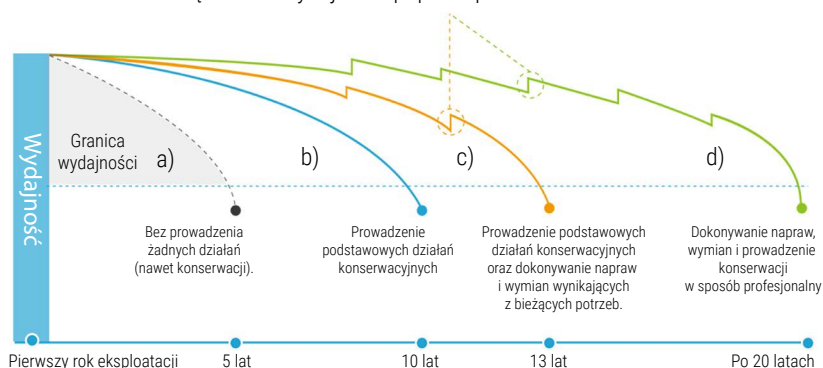 Wydajność
Granica
wydajności
a)
b)
c)
d)
Bez prowadzenia
żadnych działań
(nawet konserwacji).
Prowadzenie
podstawowych działań
konserwacyjnych
Prowadzenie podstawowych
działań konserwacyjnych
oraz dokonywanie napraw
i wymian wynikających
z bieżących potrzeb.
Dokonywanie napraw,
wymian i prowadzenie
konserwacji
w sposób profesjonalny
Pierwszy rok eksploatacji
5 lat
10 lat
13 lat
Po 20 latach